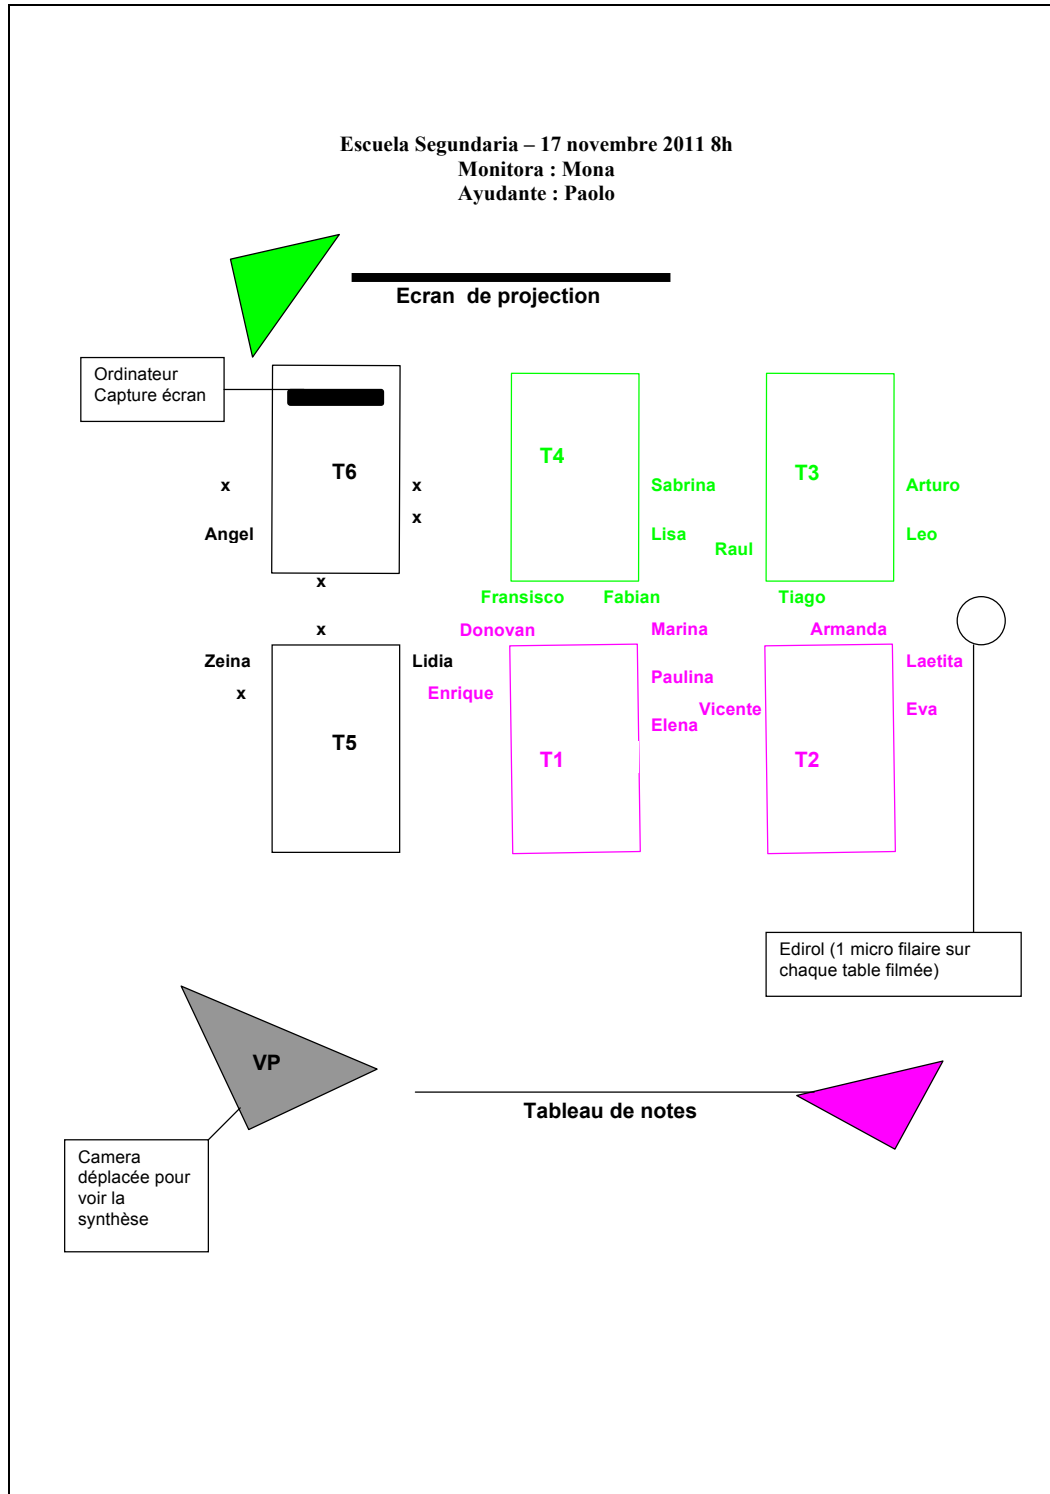 Escuela Segundaria – 17 novembre 2011 8h
Monitora : Mona
Ayudante : Paolo
Ecran de projection
Ordinateur
Capture écran
T6
T4
T3
x
x
Sabrina
Arturo
x
Angel
Lisa
Raul
Leo
x
Fransisco
Fabian
Tiago
x
Donovan
Marina
Armanda
Zeina
Lidia
Laetita
x
Enrique
Paulina
Vicente
Eva
Elena
T5
T1
T2
Edirol (1 micro filaire sur
chaque table filmée)
VP
Tableau de notes
Camera
déplacée pour
voir la
synthèse